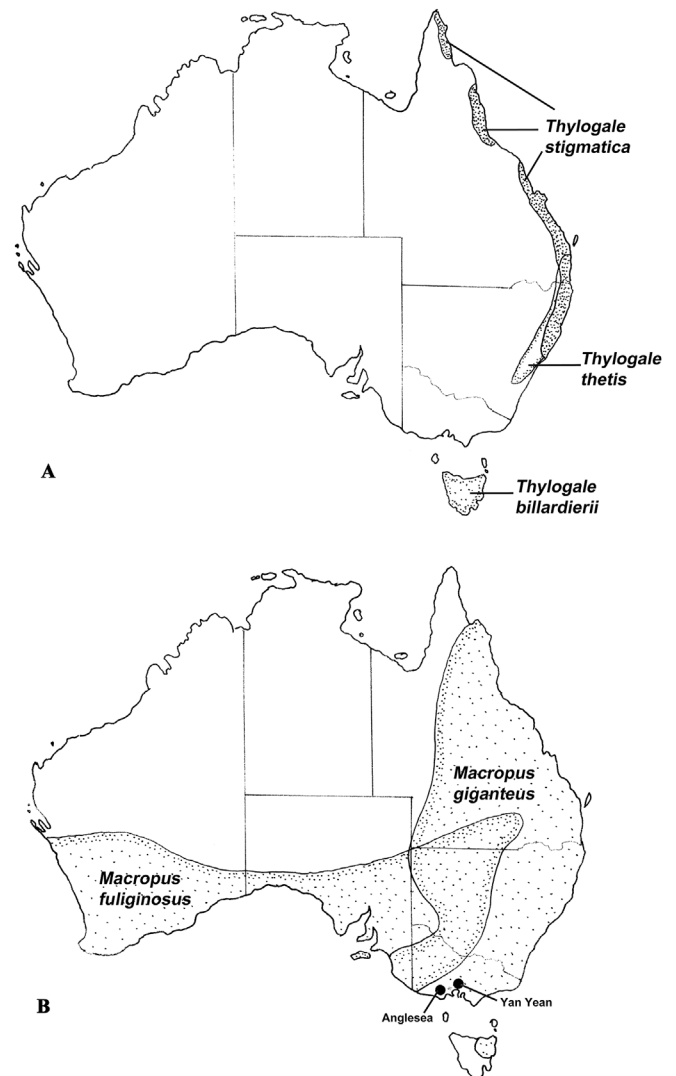 Thylogale
stigmatica
Thylogale
thetis
A
Thylogale
billardierii
Macropus
giganteus
Macropus
fuliginosus
B
Yan Yean
Anglesea